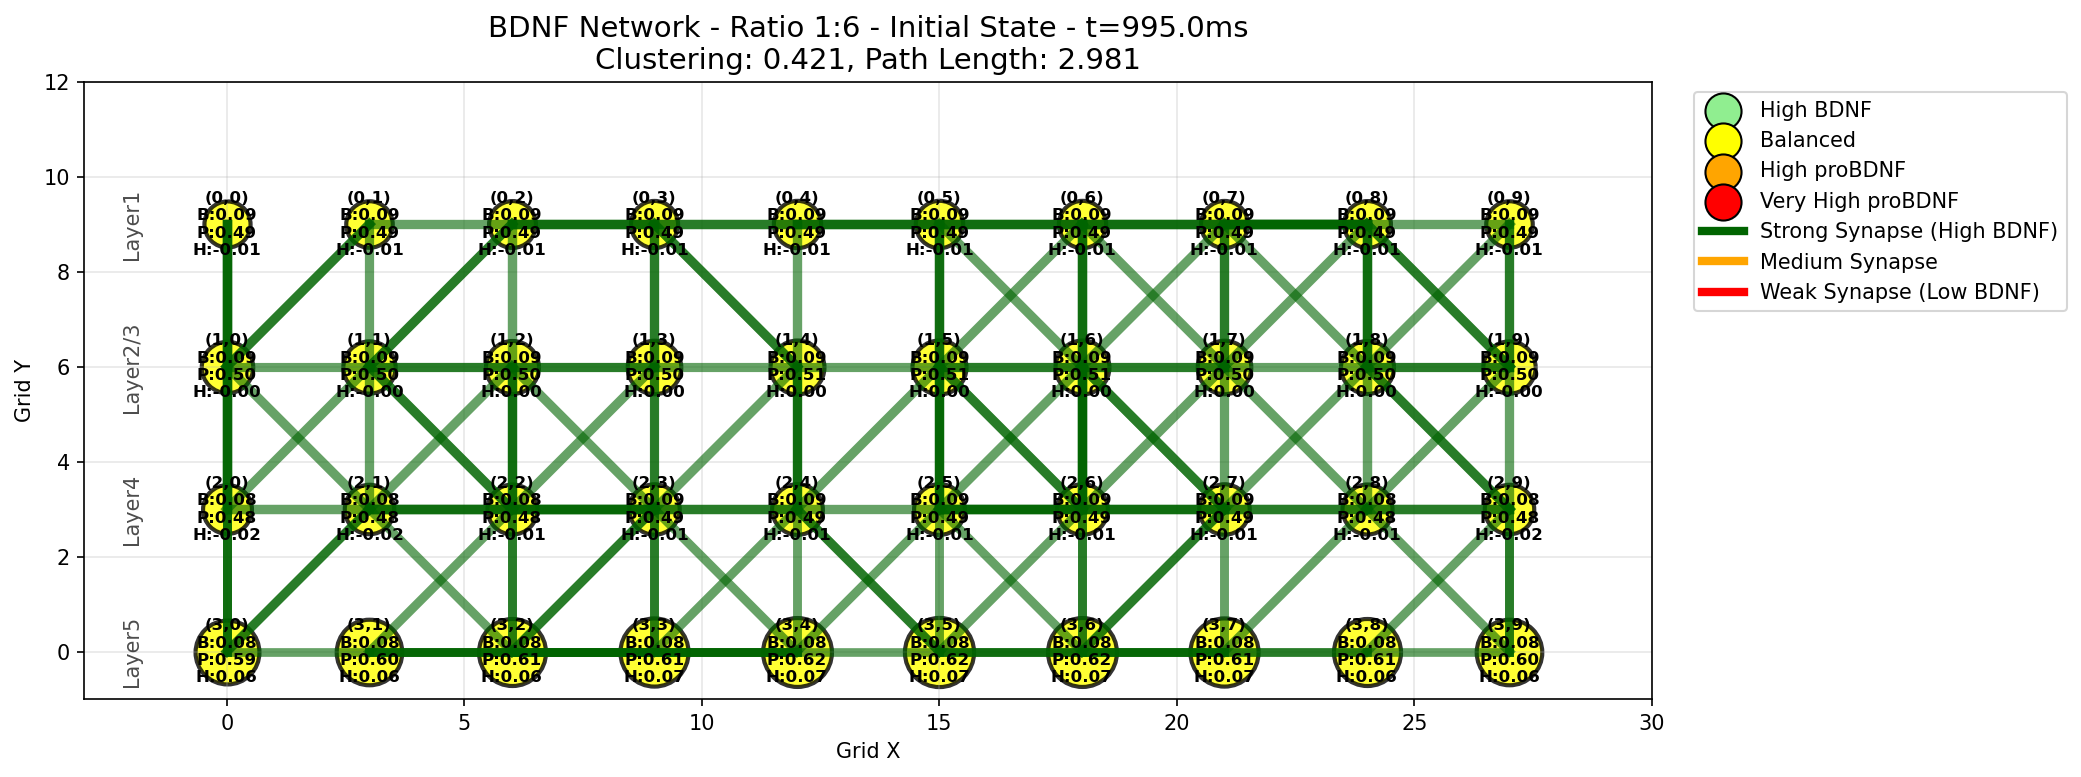 BDNF Network - Ratio 1:6 - Initial State - t=995.0ms
Clustering: 0.421, Path Length: 2.981
12
10
8
6
4
2
0
Grid Y
Layer1
Layer2/3
Layer4
Layer5
(0,0) (0,1) (0,2) (0,3) (0,4) (0,5) (0,6) (0,7) (0,8) (0,9)
B:0.09 B:0.09 B:0.09 B:0.09 B:0.09 B:0.09 B:0.09 B:0.09 B:0.09 B:0.09
P:0.49 P:0.49 P:0.49 P:0.49 P:0.49 P:0.49 P:0.49 P:0.49 P:0.49 P:0.49
H:-0.01 H:-0.01 H:-0.01 H:-0.01 H:-0.01 H:-0.01 H:-0.01 H:-0.01 H:-0.01 H:-0.01
(1,0) (1,1) (1,2) (1,3) (1,4) (1,5) (1,6) (1,7) (1,8) (1,9)
B:0.09 B:0.09 B:0.09 B:0.09 B:0.09 B:0.09 B:0.09 B:0.09 B:0.09 B:0.09
P:0.50 P:0.50 P:0.50 P:0.50 P:0.51 P:0.51 P:0.51 P:0.50 P:0.50 P:0.50
H:-0.00 H:-0.00 H:0.00 H:0.00 H:0.00 H:0.00 H:0.00 H:0.00 H:0.00 H:-0.00
(2,0) (2,1) (2,2) (2,3) (2,4) (2,5) (2,6) (2,7) (2,8) (2,9)
B:0.08 B:0.08 B:0.08 B:0.09 B:0.09 B:0.09 B:0.09 B:0.09 B:0.08 B:0.08
P:0.48 P:0.48 P:0.48 P:0.49 P:0.49 P:0.49 P:0.49 P:0.49 P:0.48 P:0.48
H:-0.02 H:-0.02 H:-0.01 H:-0.01 H:-0.01 H:-0.01 H:-0.01 H:-0.01 H:-0.01 H:-0.02
(3,0) (3,1) (3,2) (3,3) (3,4) (3,5) (3,6) (3,7) (3,8) (3,9)
B:0.08 B:0.08 B:0.08 B:0.08 B:0.08 B:0.08 B:0.08 B:0.08 B:0.08 B:0.08
P:0.59 P:0.60 P:0.61 P:0.61 P:0.62 P:0.62 P:0.62 P:0.61 P:0.61 P:0.60
H:0.06 H:0.06 H:0.06 H:0.07 H:0.07 H:0.07 H:0.07 H:0.07 H:0.06 H:0.06
0 5 10 15 20 25 30
Grid X
High BDNF
Balanced
High proBDNF
Very High proBDNF
Strong Synapse (High BDNF)
Medium Synapse
Weak Synapse (Low BDNF)